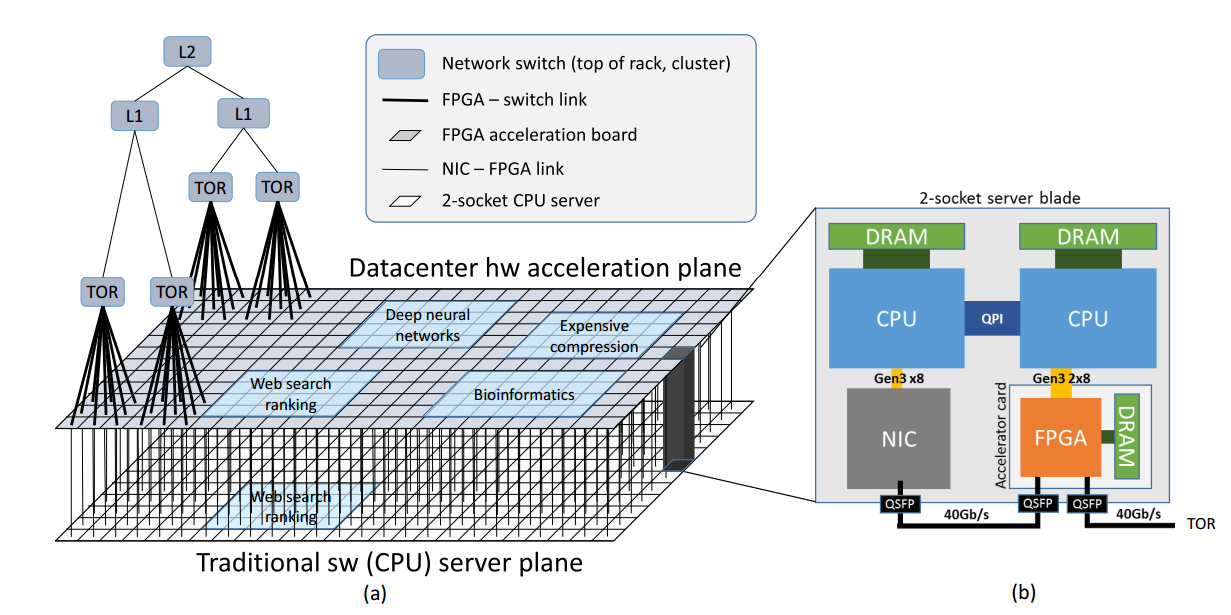 L2
L1
L1
TOR
TOR
TOR
TOR
Network switch (top of rack, cluster)
FPGA – switch link
FPGA acceleration board
NIC – FPGA link
2-socket CPU server
Datacenter hw acceleration plane
Deep neural
networks
Expensive
compression
Web search
ranking
Bioinformatics
Web search
ranking
Traditional sw (CPU) server plane
(a)
2-socket server blade
DRAM
DRAM
CPU
QPI
CPU
Gen3 x8
Gen3 2x8
Accelerator card
NIC
FPGA
DRAM
QSFP
QSFP
QSFP
40Gb/s
40Gb/s
TOR
(b)